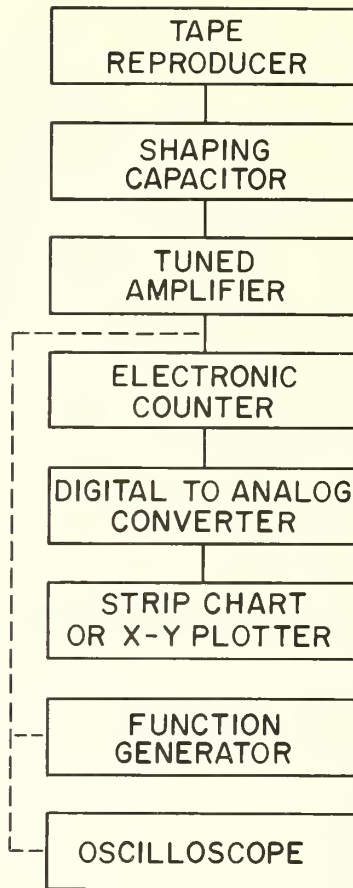 TAPE
REPRODUCER
SHAPING
CAPACITOR
TUNED
AMPLIFIER
ELECTRONIC
COUNTER
DIGITAL TO ANALOG
CONVERTER
STRIP CHART
OR X-Y PLOTTER
FUNCTION
GENERATOR
OSCILLOSCOPE